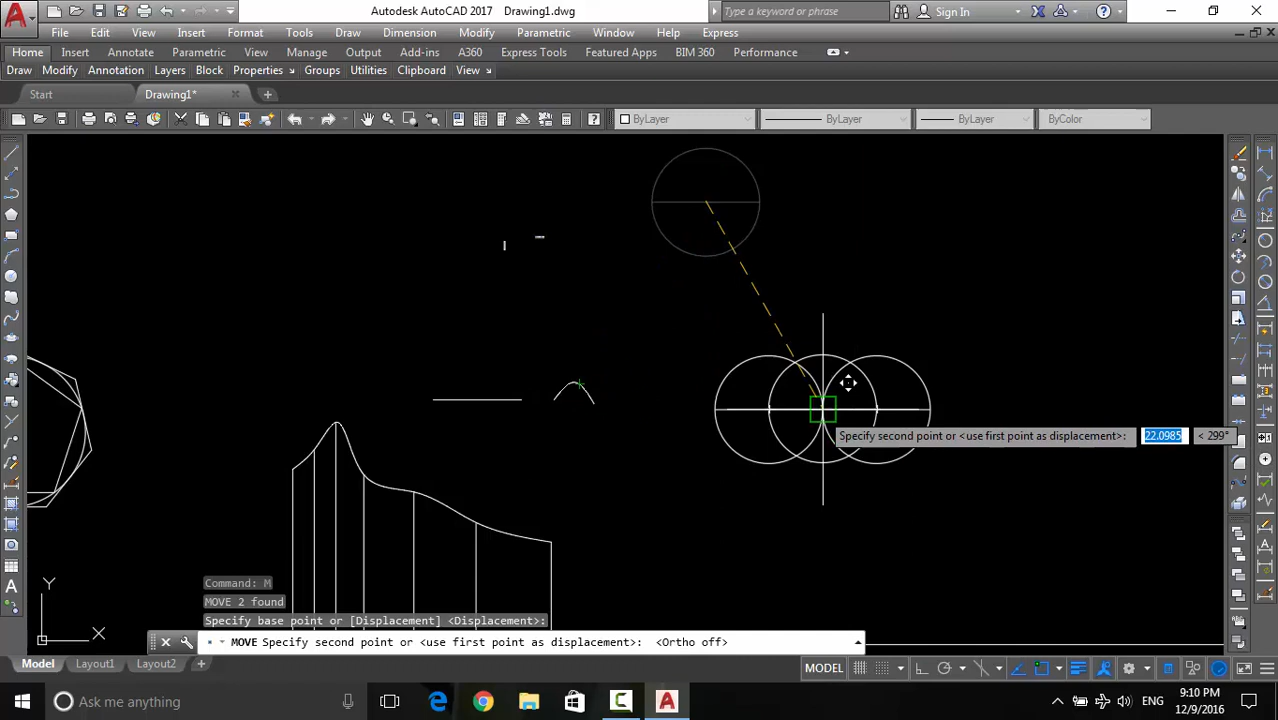 Autodesk AutoCAD 2017 Drawing1.dwg
Type a keyword or phrase
Sign In
File Edit View Insert Format Tools Draw Dimension Modify Parametric Window Help Express
Home Insert Annotate Parametric View Manage Output Add-ins A360 Express Tools Featured Apps BIM 360 Performance
Draw Modify Annotation Layers Block Properties Groups Utilities Clipboard View
Start Drawing1*
ByLayer ByLayer ByLayer ByColor
Specify second point or <use first point as displacement>: 22.0985 < 299°
Y
X
Command: M
MOVE 2 found
Specify base point or [Displacement] <Displacement>:
MOVE Specify second point or <use first point as displacement>: <Ortho off>
Model Layout1 Layout2
MODEL
Ask me anything
ENG
9:10 PM
12/9/2016